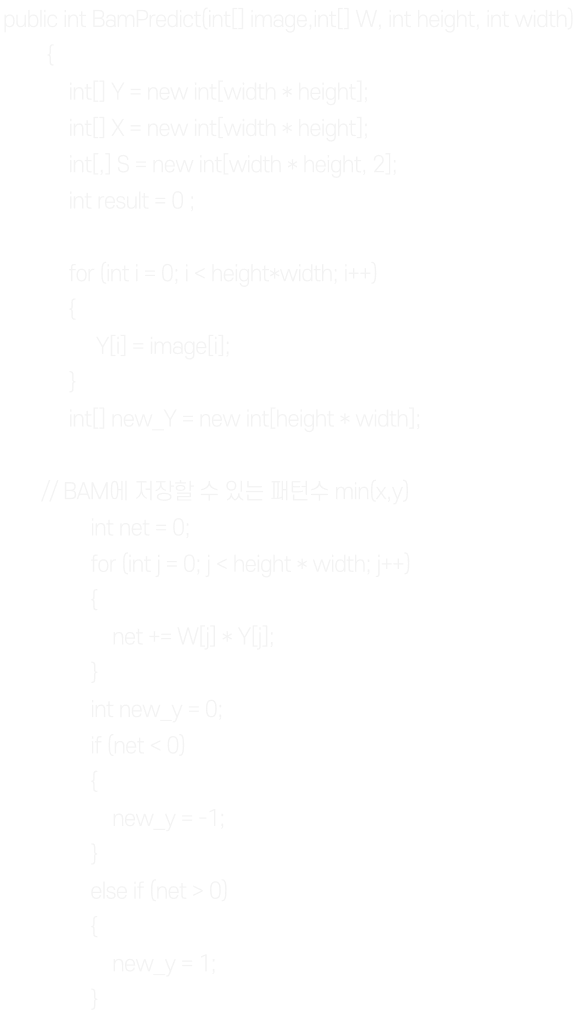 public int BamPredict(int[] image,int[] W, int height, int width)
{
int[] Y = new int[width * height];
int[] X = new int[width * height];
int[,] S = new int[width * height, 2];
int result = 0 ;
for (int i = 0; i < height*width; i++)
{
Y[i] = image[i];
}
int[] new_Y = new int[height * width];
// BAM에 저장할 수 있는 패턴수 min(x,y)
int net = 0;
for (int j = 0; j < height * width; j++)
{
net += W[j] * Y[j];
}
int new_y = 0;
if (net < 0)
{
new_y = -1;
}
else if (net > 0)
{
new_y = 1;
}